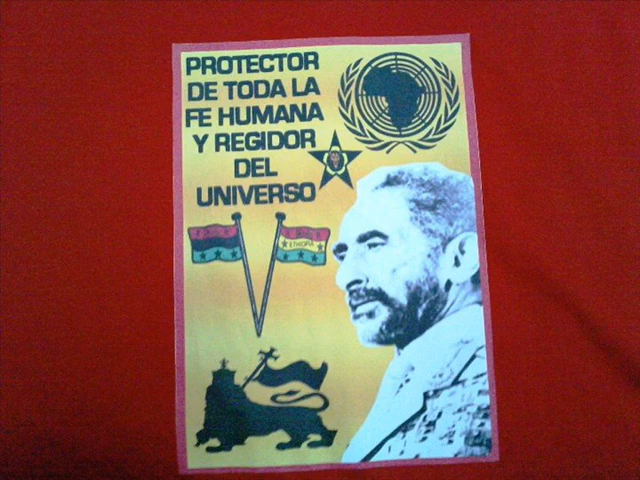 PROTECTOR
DE TODA LA
FE HUMANA
Y REGIDOR
DEL
UNIVERSO
ETHIOPIA